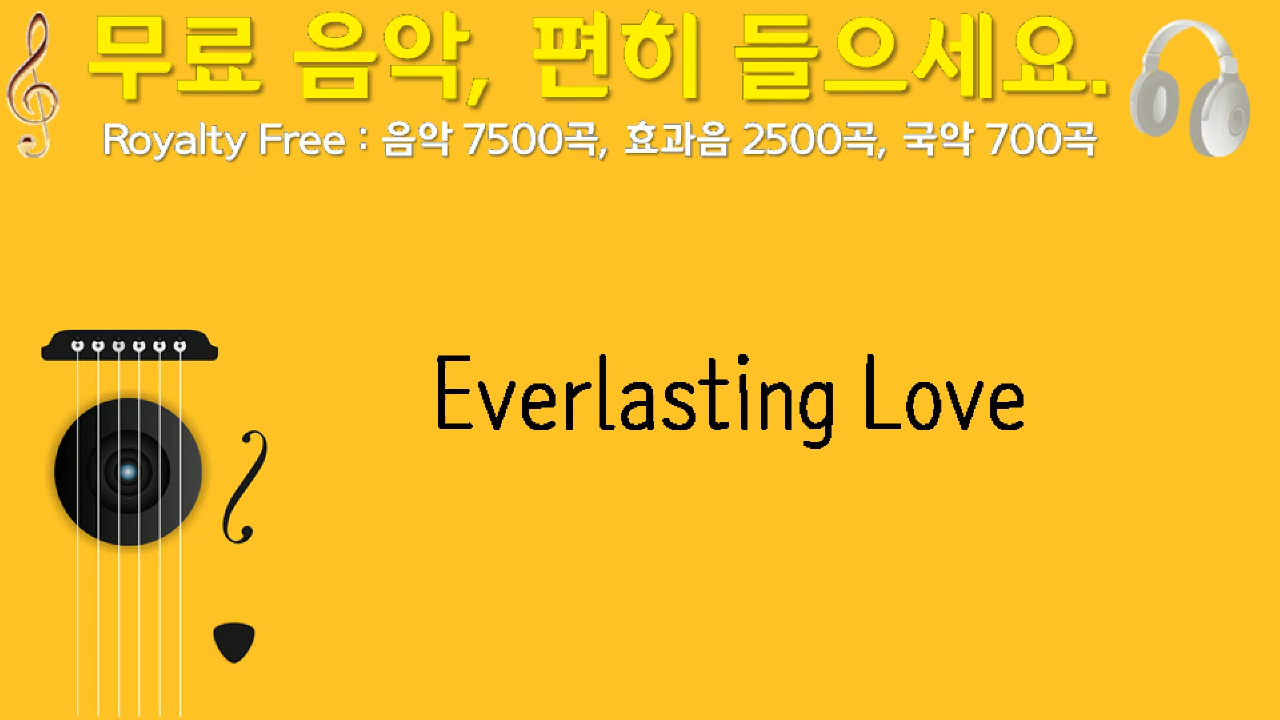 무료 음악, 편히 들으세요.
Royalty Free : 음악 7500곡, 효과음 2500곡, 국악 700곡
Everlasting Love